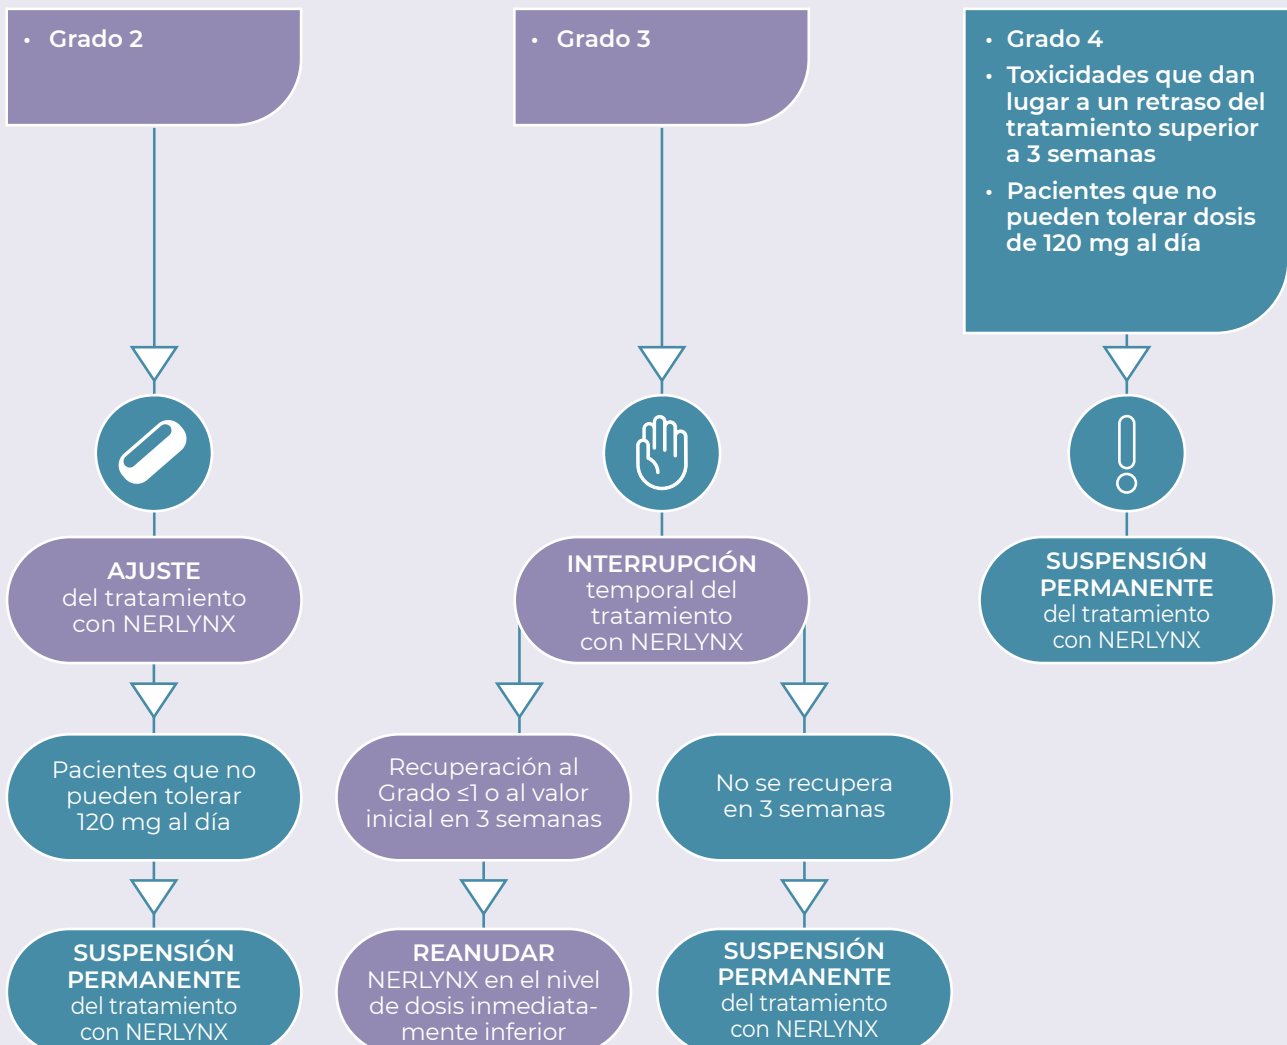 • Grado 2
• Grado 3
• Grado 4
• Toxicidades que dan
lugar a un retraso del
tratamiento superior
a 3 semanas
• Pacientes que no
pueden tolerar dosis
de 120 mg al día
AJUSTE
del tratamiento
con NERLYNX
INTERRUPCIÓN
temporal del
tratamiento
con NERLYNX
SUSPENSIÓN
PERMANENTE
del tratamiento
con NERLYNX
Pacientes que no
pueden tolerar
120 mg al día
Recuperación al
Grado ≤1 o al valor
inicial en 3 semanas
No se recupera
en 3 semanas
SUSPENSIÓN
PERMANENTE
del tratamiento
con NERLYNX
REANUDAR
NERLYNX en el nivel
de dosis inmediata-
mente inferior
SUSPENSIÓN
PERMANENTE
del tratamiento
con NERLYNX